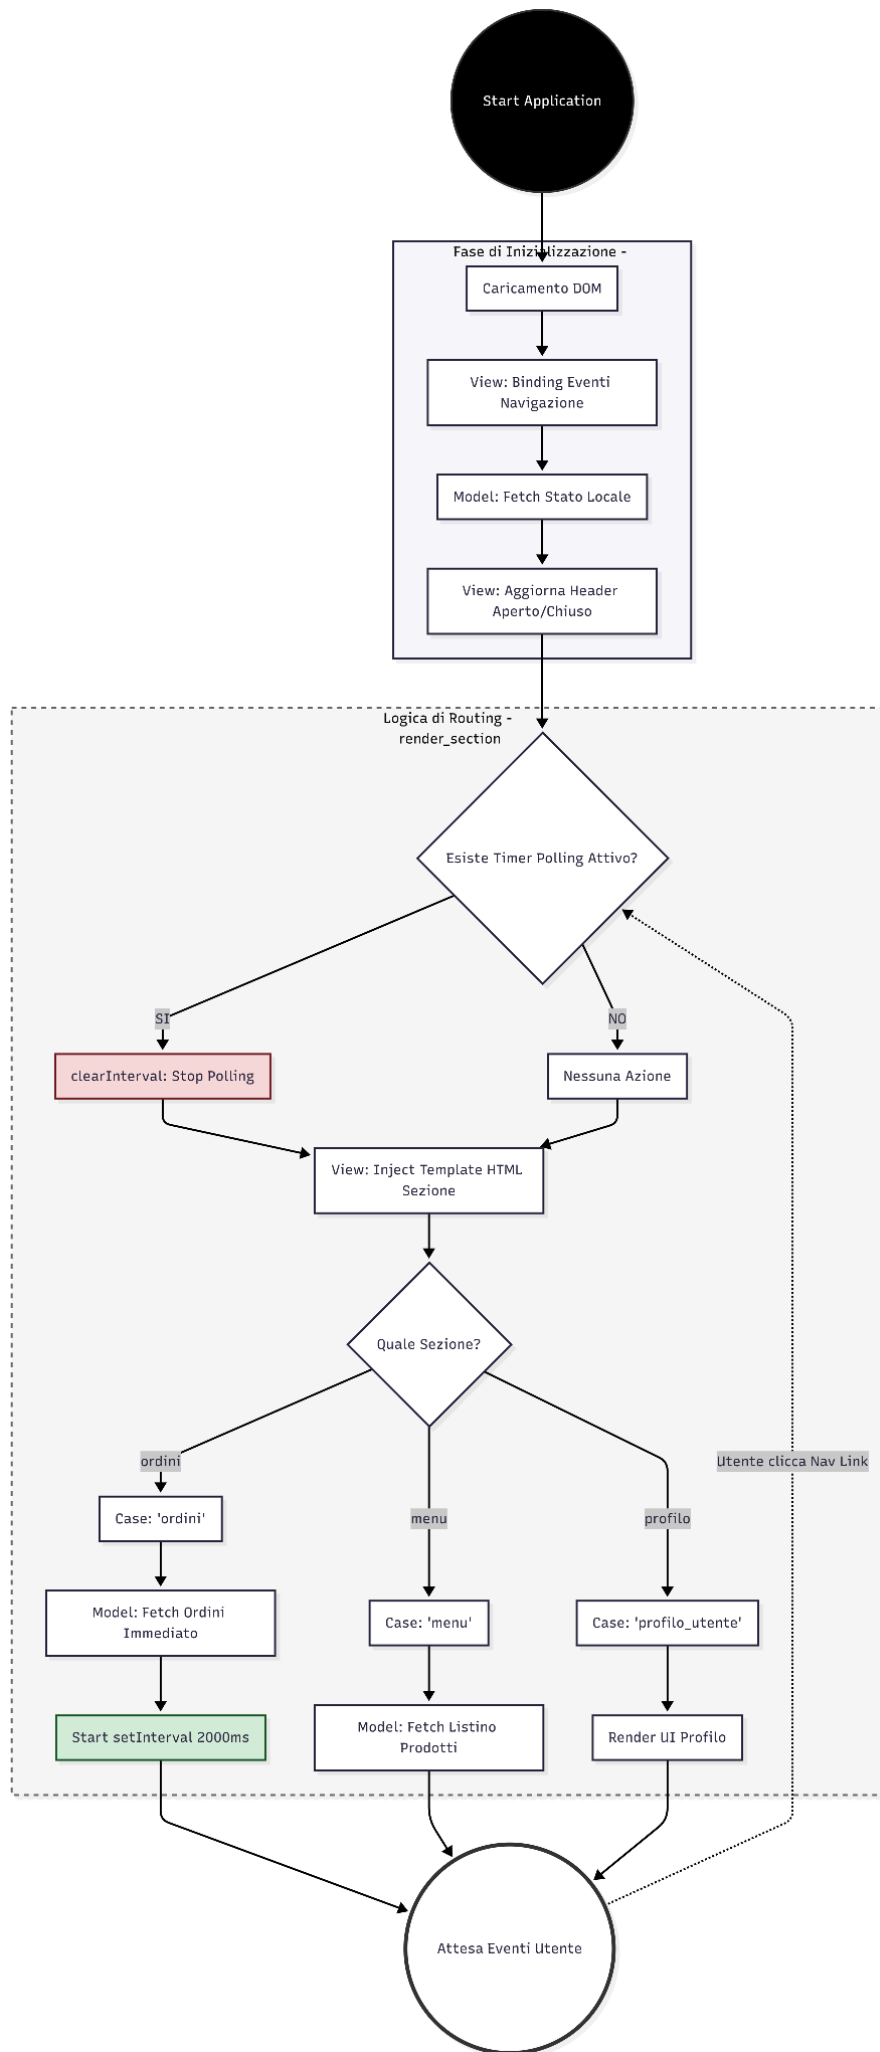 Start Application
Fase di Inizializzazione -
Caricamento DOM
View: Binding Eventi
Navigazione
Model: Fetch Stato Locale
View: Aggiorna Header
Aperto/Chiuso
Logica di Routing -
render_section
Esiste Timer Polling Attivo?
SI
NO
clearInterval: Stop Polling
Nessuna Azione
View: Inject Template HTML
Sezione
Quale Sezione?
ordini
Utente clicca Nav Link
Case: 'ordini'
menu
profilo
Model: Fetch Ordini
Immediato
Case: 'menu'
Case: 'profilo_utente'
Start setInterval 2000ms
Model: Fetch Listino
Prodotti
Render UI Profilo
Attesa Eventi Utente